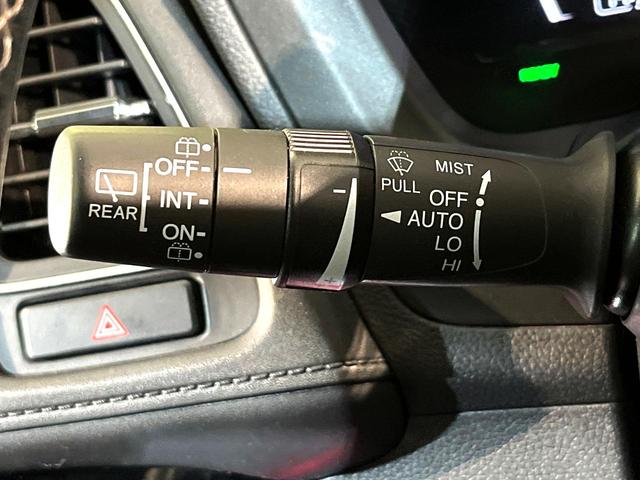 OFF
INT
ON
REAR
PULL
MIST
OFF
AUTO
LO
HI